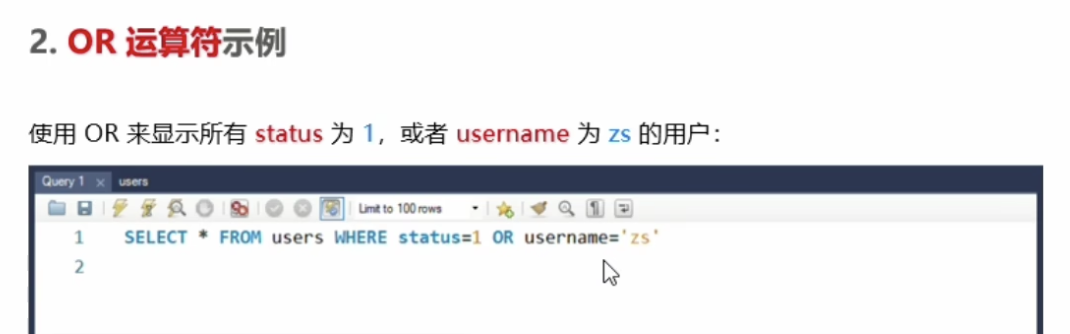 2. OR 运算符示例
使用 OR 来显示所有 status 为 1，或者 username 为 zs 的用户：
Query 1 × users
Limit to 100 rows
1 SELECT * FROM users WHERE status=1 OR username='zs'
2